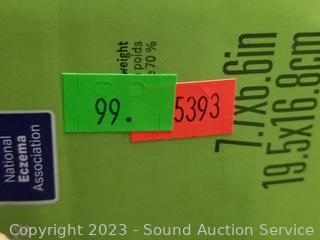 weight
poids
70 %
99.
5393
7.7x6.6in
19.5x16.8cm
National
Eczema
Association
Copyright 2023 - Sound Auction Service